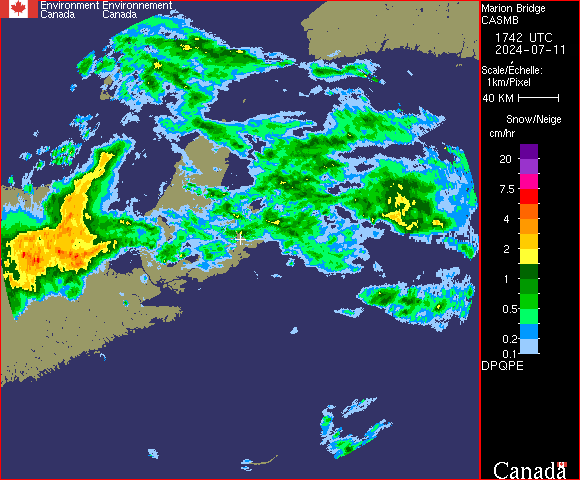 Environment Environnement
Canada Canada
Marion Bridge
CASMB
1742 UTC
2024-07-11
Scale/Échelle:
1km/Pixel
40 KM
Snow/Neige
cm/hr
20
7.5
4
2
1
0.5
0.2
0.1
DPQPE
Canada